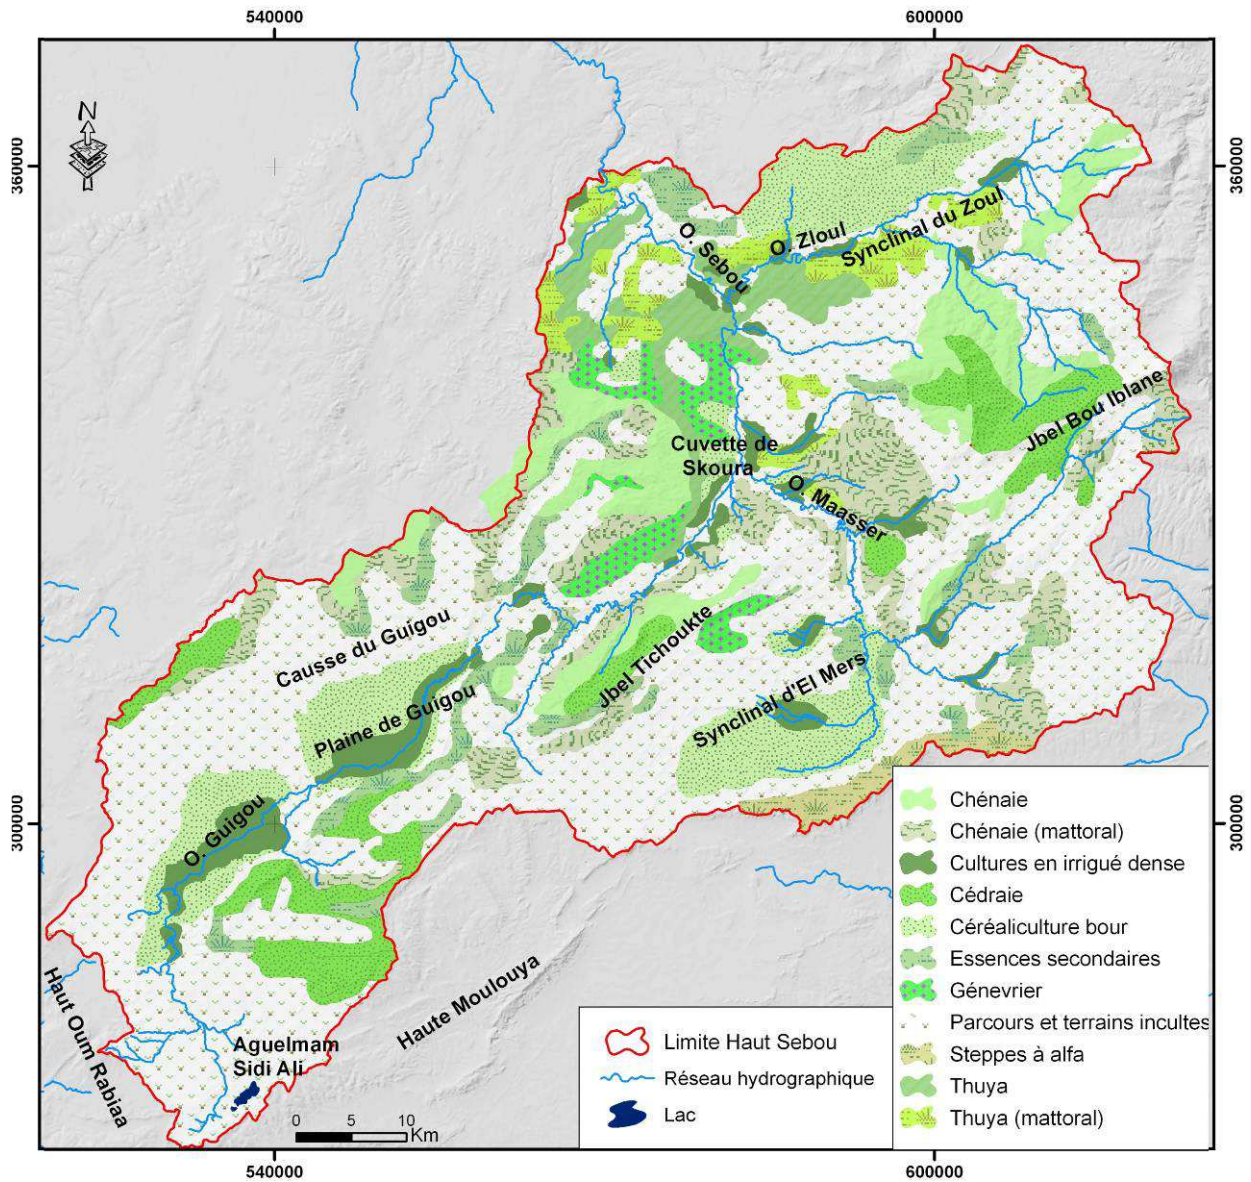 540000
600000
N
360000
360000
O. Sebou
O. Zloul
Synclinal du Zoul
Jbel Bou Iblane
Cuvette de
Skoura
O. Maasser
Causse du Guigou
Jbel Tichoukte
Plaine de Guigou
Synclinal d'El Mers
O. Guigou
300000
300000
Haute Moulouya
Haut Oum Rabiaa
Aguelmam
Sidi Ali
0 5 10
Km
Limite Haut Sebou
Réseau hydrographique
Lac
Chénaie
Chénaie (mattoral)
Cultures en irrigué dense
Cédraie
Céréaliculture bour
Essences secondaires
Génevrier
Parcours et terrains incultes
Steppes à alfa
Thuya
Thuya (mattoral)
540000
600000